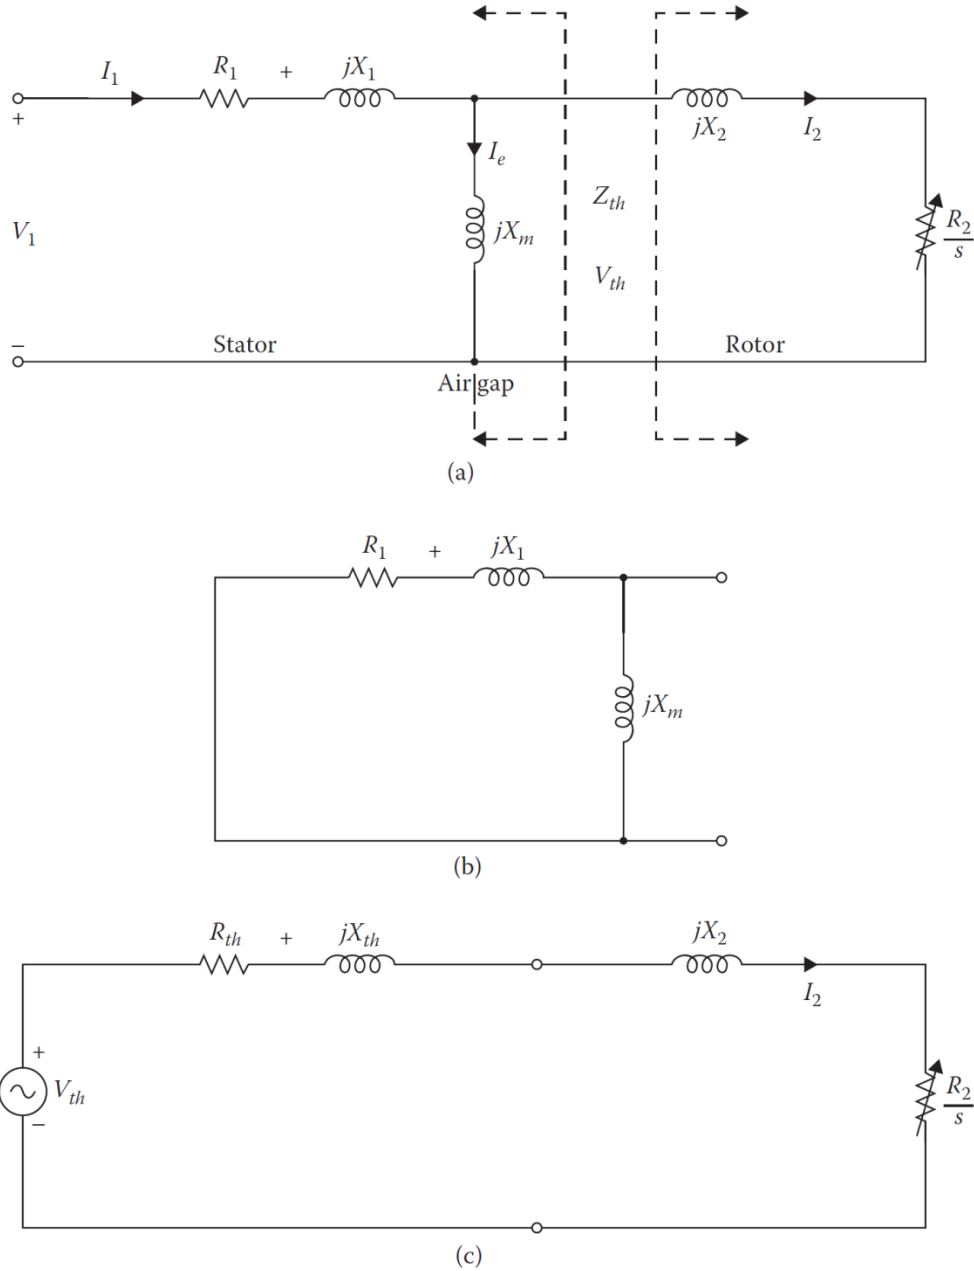 I1 R1 + jX1
+ jX2 I2
Ie
Zth
V1 jXm R2/s
Vth
−
Stator Rotor
Air gap
(a)
R1 + jX1
jXm
(b)
Rth + jXth jX2
I2
+
Vth R2/s
−
(c)